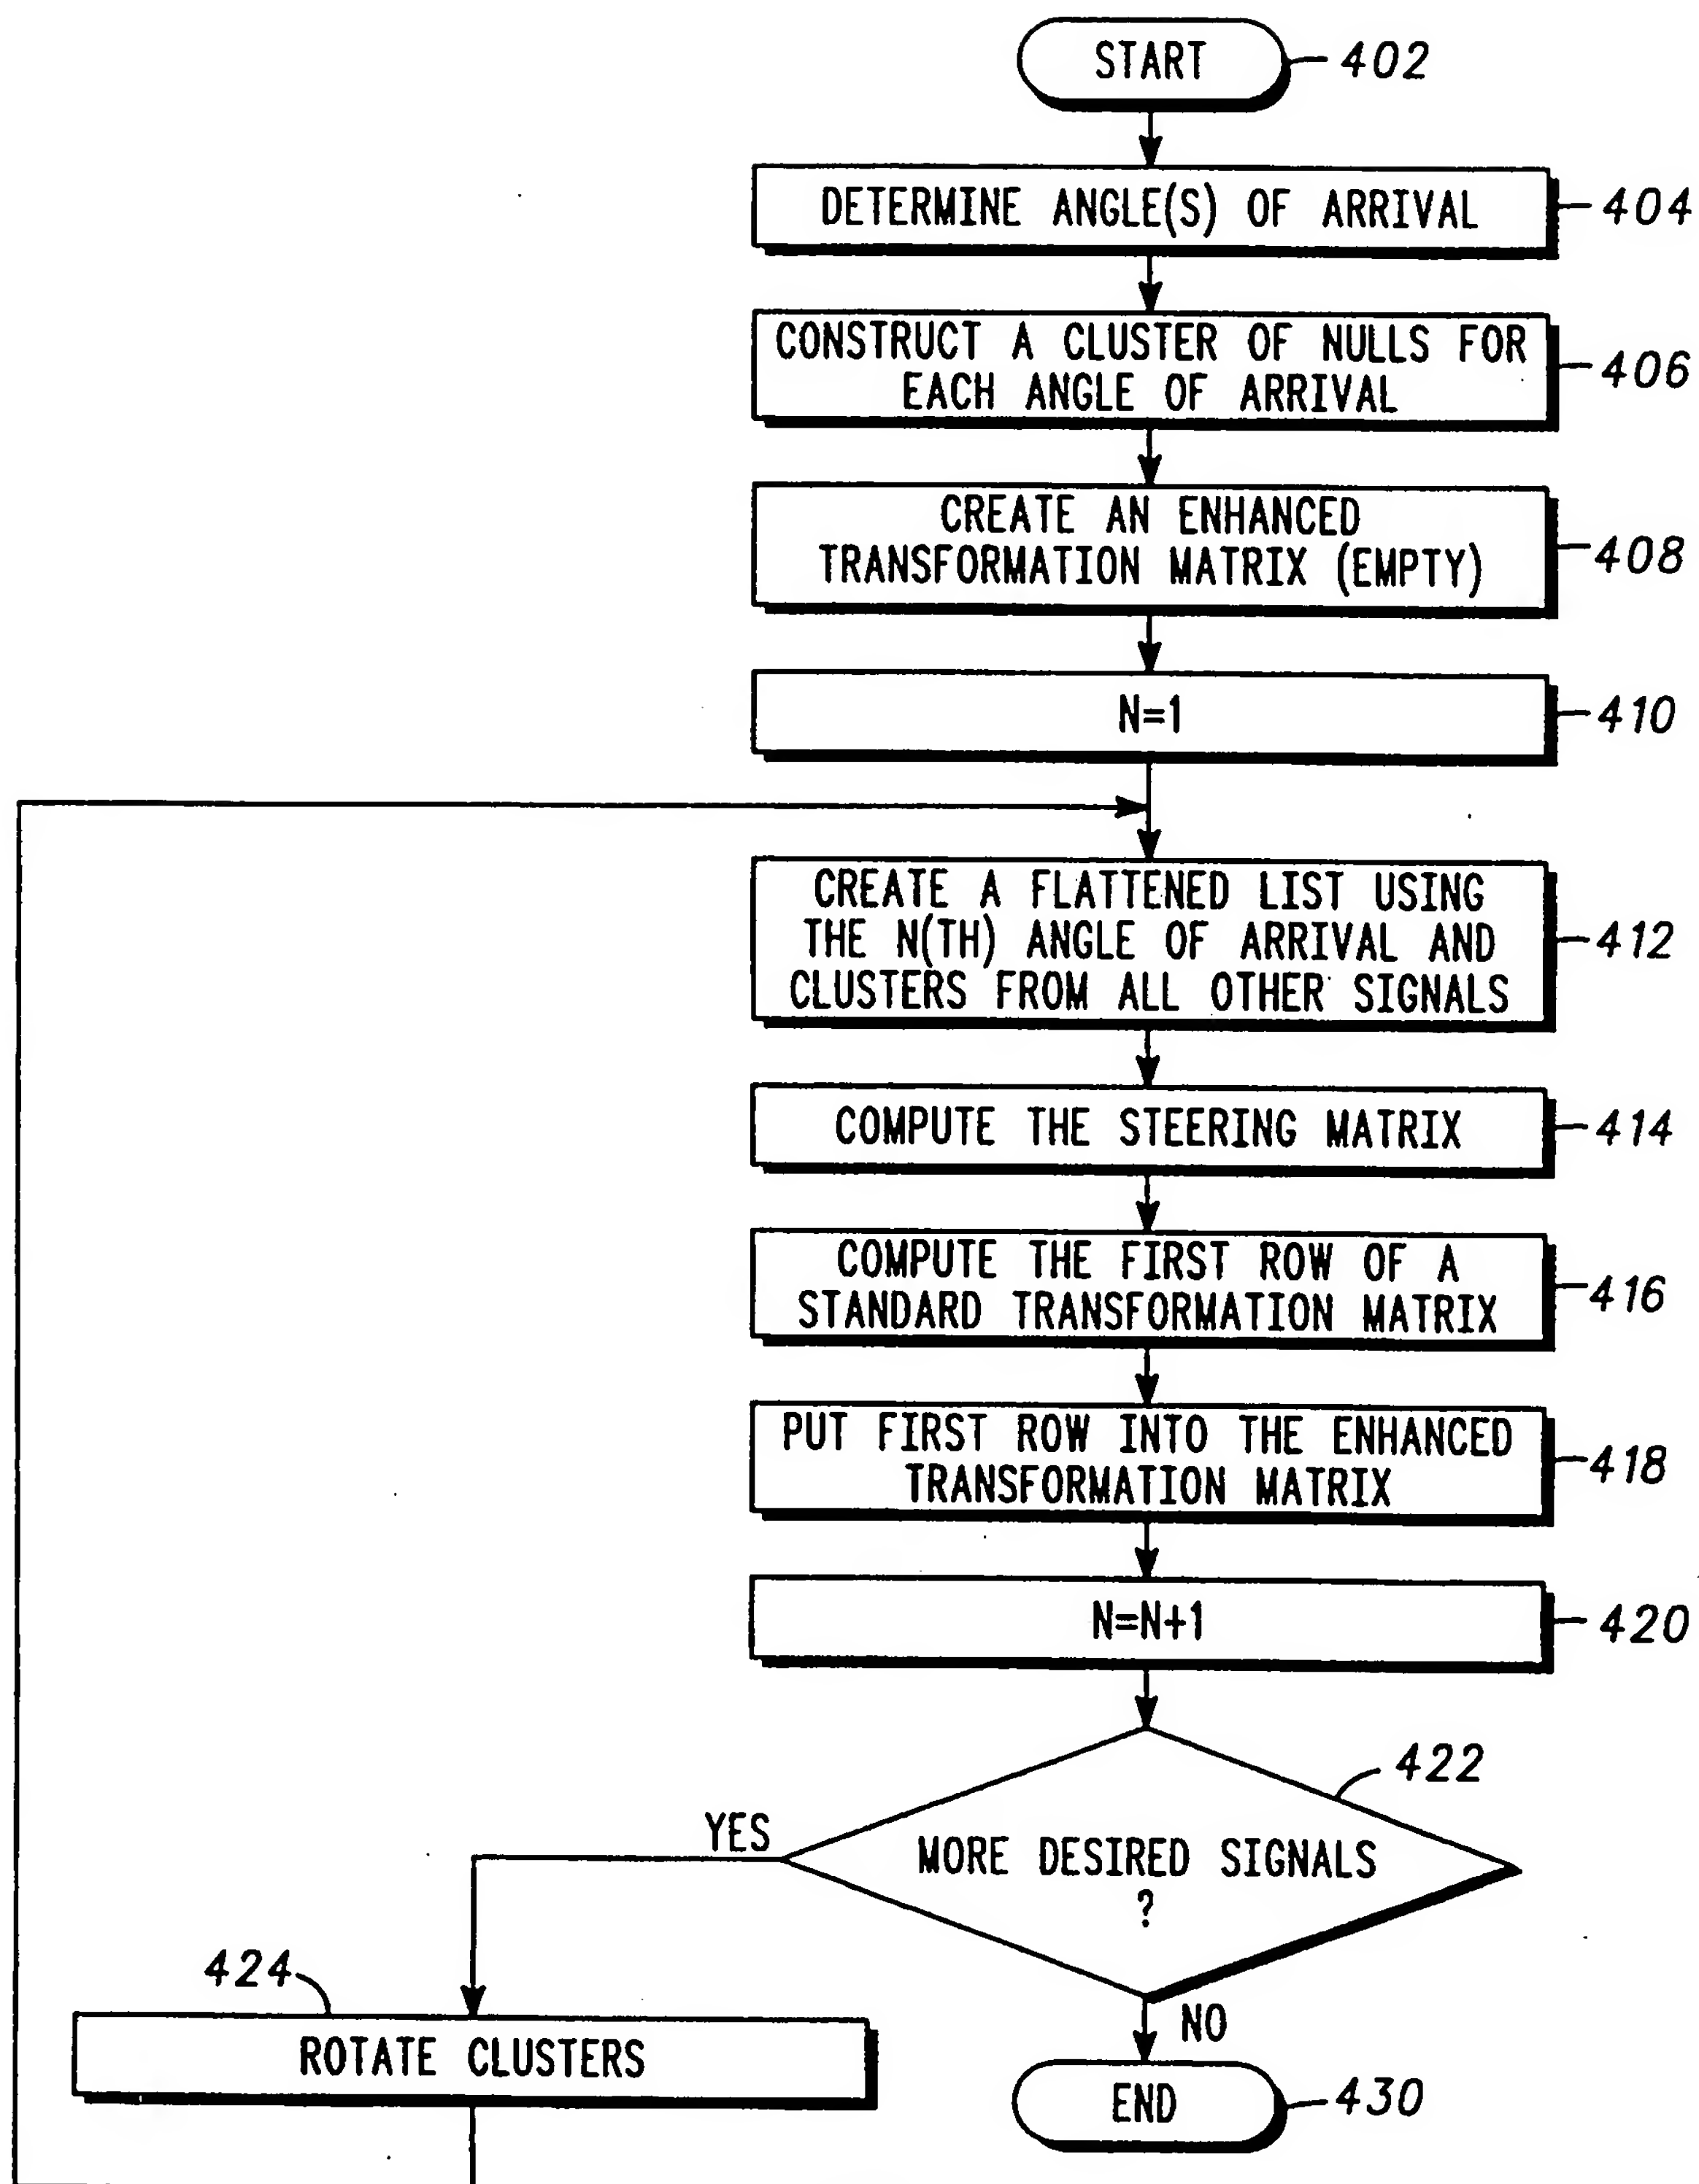 START
402
DETERMINE ANGLE(S) OF ARRIVAL
404
CONSTRUCT A CLUSTER OF NULLS FOR
EACH ANGLE OF ARRIVAL
406
CREATE AN ENHANCED
TRANSFORMATION MATRIX (EMPTY)
408
N=1
410
CREATE A FLATTENED LIST USING
THE N(TH) ANGLE OF ARRIVAL AND
CLUSTERS FROM ALL OTHER SIGNALS
412
COMPUTE THE STEERING MATRIX
414
COMPUTE THE FIRST ROW OF A
STANDARD TRANSFORMATION MATRIX
416
PUT FIRST ROW INTO THE ENHANCED
TRANSFORMATION MATRIX
418
N=N+1
420
422
MORE DESIRED SIGNALS
?
YES
424
ROTATE CLUSTERS
NO
END
430